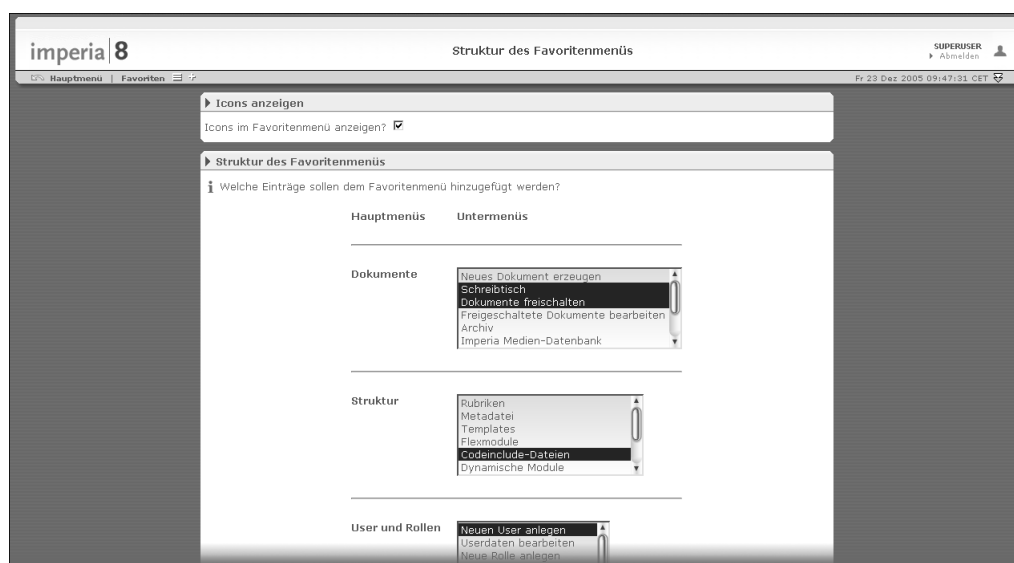 imperia 8
Struktur des Favoritenmenüs
SUPERUSER
Abmelden
Hauptmenü | Favoriten
Fr 23 Dez 2005 09:47:31 CET
Icons anzeigen
Icons im Favoritenmenü anzeigen?
Struktur des Favoritenmenüs
Welche Einträge sollen dem Favoritenmenü hinzugefügt werden?
Hauptmenüs Untermenüs
Dokumente
Neues Dokument erzeugen
Schreibtisch
Dokumente freischalten
Freigeschaltete Dokumente bearbeiten
Archiv
Imperia Medien-Datenbank
Struktur
Rubriken
Metadatei
Templates
Flexmodule
Codeinclude-Dateien
Dynamische Module
User und Rollen
Neuen User anlegen
Userdaten bearbeiten
Neue Rolle anlegen